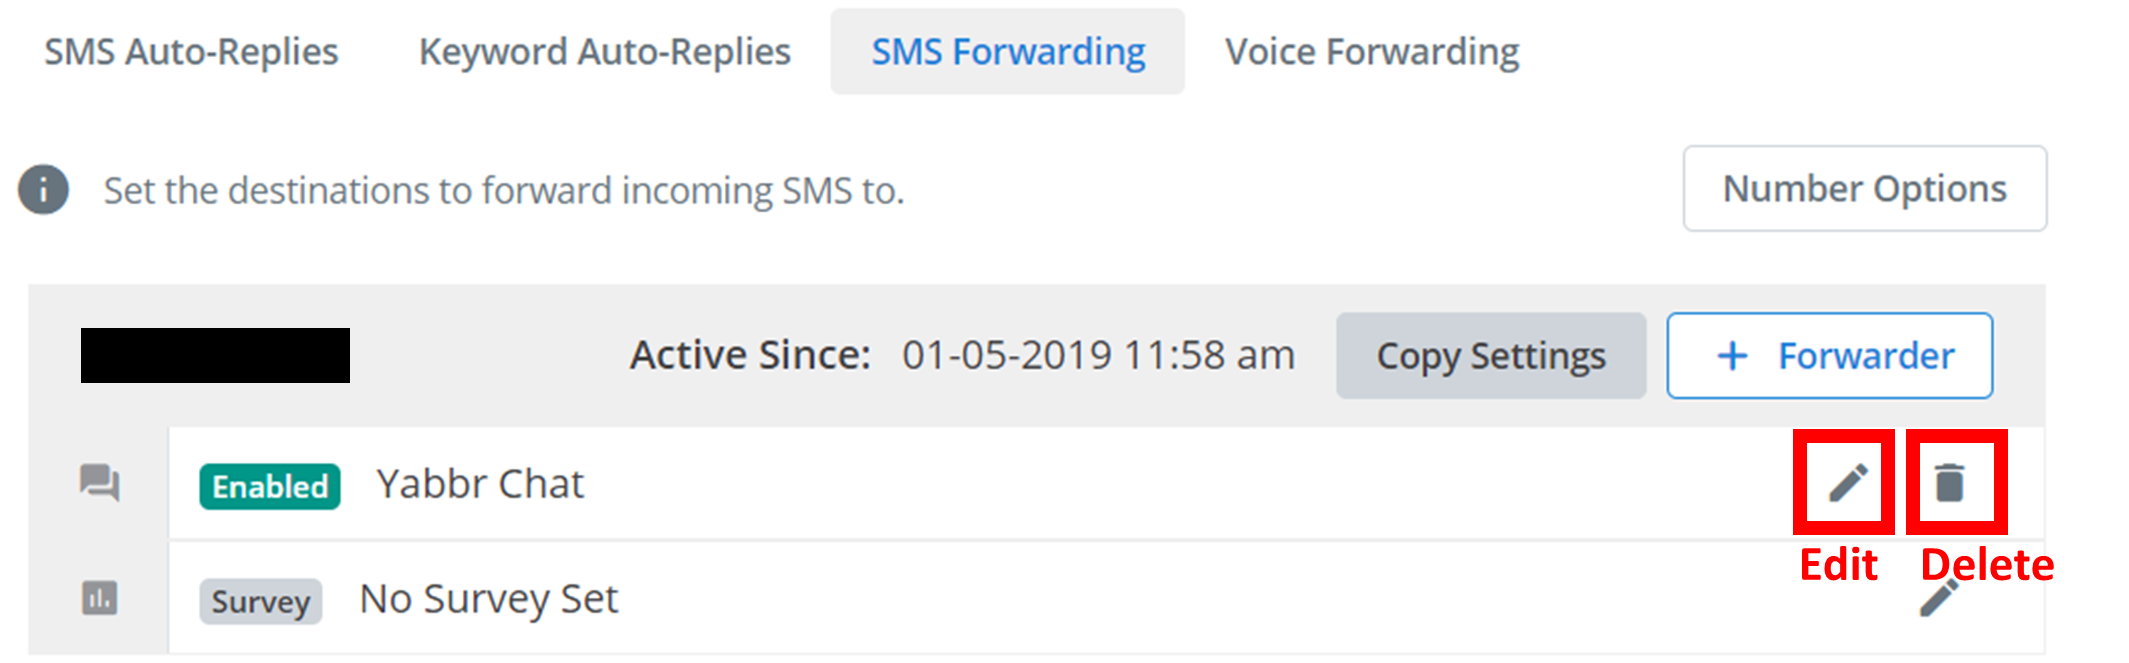 SMS Auto-Replies Keyword Auto-Replies SMS Forwarding Voice Forwarding
Set the destinations to forward incoming SMS to. Number Options
Active Since: 01-05-2019 11:58 am Copy Settings + Forwarder
Enabled Yabbr Chat
Edit Delete
Survey No Survey Set